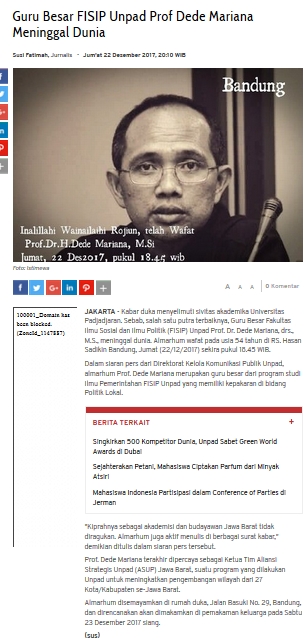 Guru Besar FISIP Unpad Prof Dede Mariana
Meninggal Dunia
Susi Fatimah, Jurnalis · Jum'at 22 Desember 2017, 20:10 WIB
Bandung
Inalillahi Wainailaihi Rojiun, telah Wafat
Prof.Dr.H.Dede Mariana, M.Si
Jumat, 22 Des2017, pukul 18.45 wib
Foto: Istimewa
A A A 0 Komentar
100001_Domain has
been blocked.
(ZoneId_1147557)
JAKARTA - Kabar duka menyelimuti sivitas akademika Universitas
Padjadjaran. Sebab, salah satu putra terbaiknya, Guru Besar Fakultas
Ilmu Sosial dan Ilmu Politik (FISIP) Unpad Prof. Dr. Dede Mariana, drs.,
M.S., meninggal dunia. Almarhum wafat pada usia 54 tahun di RS. Hasan
Sadikin Bandung, Jumat (22/12/2017) sekira pukul 18.45 WIB.
Dalam siaran pers dari Direktorat Kelola Komunikasi Publik Unpad,
almarhum Prof. Dede Mariana merupakan guru besar dari program studi
Ilmu Pemerintahan FISIP Unpad yang memiliki kepakaran di bidang
Politik Lokal.
BERITA TERKAIT +
Singkirkan 500 Kompetitor Dunia, Unpad Sabet Green World
Awards di Dubai
Sejahterakan Petani, Mahasiswa Ciptakan Parfum dari Minyak
Atsiri
Mahasiswa Indonesia Partisipasi dalam Conference of Parties di
Jerman
"Kiprahnya sebagai akademisi dan budayawan Jawa Barat tidak
diragukan. Almarhum juga aktif menulis di berbagai surat kabar,"
demikian ditulis dalam siaran pers tersebut.
Prof. Dede Mariana terakhir dipercaya sebagai Ketua Tim Aliansi
Strategis Unpad (ASUP) Jawa Barat, suatu program yang dilakukan
Unpad untuk meningkatkan pengembangan wilayah dari 27
Kota/Kabupaten se-Jawa Barat.
Almarhum disemayamkan di rumah duka, Jalan Basuki No. 29, Bandung,
dan direncanakan akan dimakamkan di pemakaman keluarga pada Sabtu
23 Desember 2017 siang.
(sus)